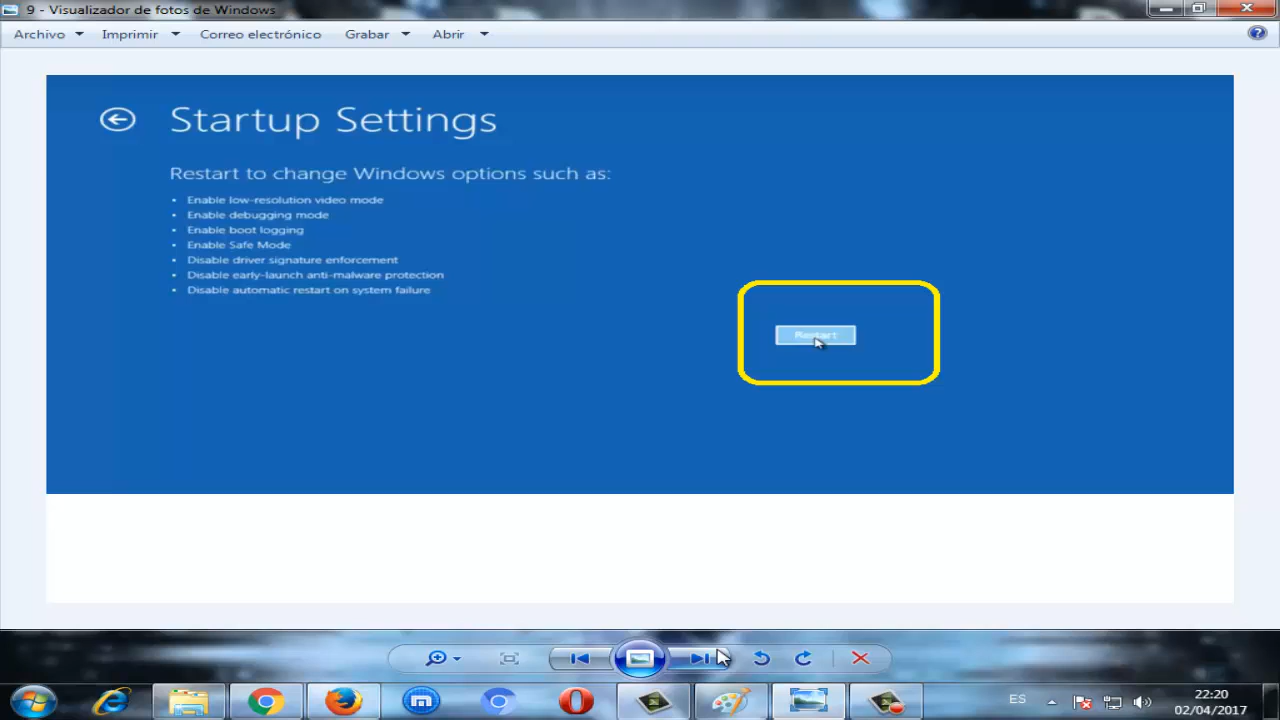 9 - Visualizador de fotos de Windows
Archivo Imprimir Correo electrónico Grabar Abrir
Startup Settings
Restart to change Windows options such as:
• Enable low-resolution video mode
• Enable debugging mode
• Enable boot logging
• Enable Safe Mode
• Disable driver signature enforcement
• Disable early-launch anti-malware protection
• Disable automatic restart on system failure
Restart
ES
22:20
02/04/2017